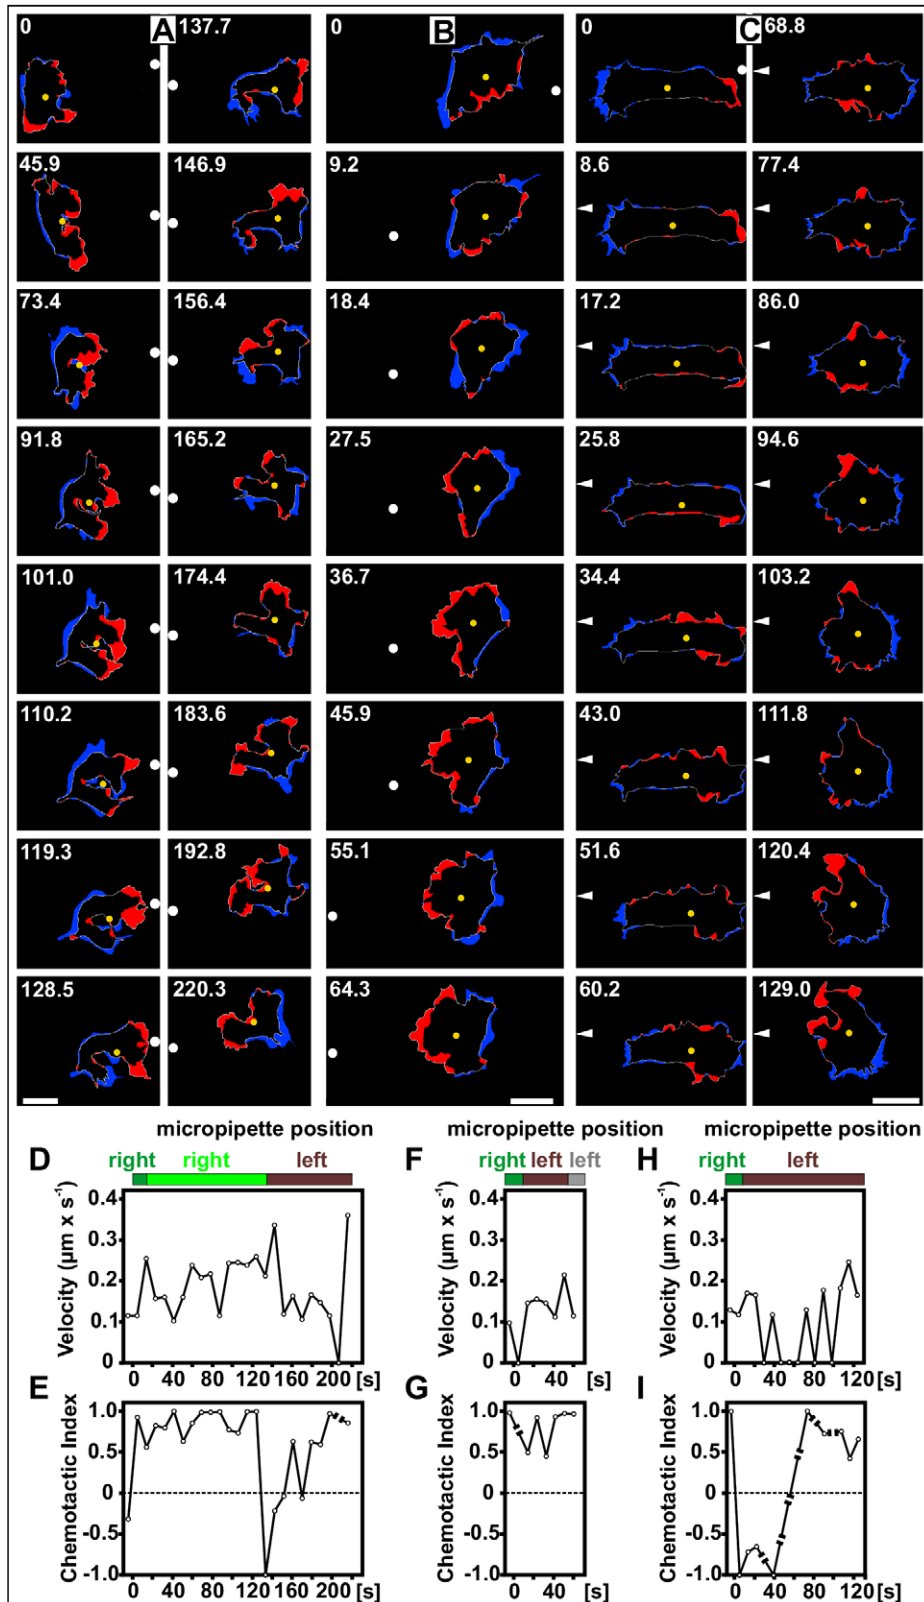 0 A 137.7 0 B 0 C 68.8
45.9 146.9 9.2 8.6 77.4
73.4 156.4 18.4 17.2 86.0
91.8 165.2 27.5 25.8 94.6
101.0 174.4 36.7 34.4 103.2
110.2 183.6 45.9 43.0 111.8
119.3 192.8 55.1 51.6 120.4
128.5 220.3 64.3 60.2 129.0
micropipette position
D right right left
0.4
0.3
0.2
0.1
0
Velocity (µm x s⁻¹)
0 40 80 120 160 200 [s]
E
1.0
0.5
0
-0.5
-1.0
Chemotactic Index
0 40 80 120 160 200 [s]
micropipette position
F right left left
0.4
0.3
0.2
0.1
0
Velocity (µm x s⁻¹)
0 40 [s]
G
1.0
0.5
0
-0.5
-1.0
Chemotactic Index
0 40 [s]
micropipette position
H right left
0.4
0.3
0.2
0.1
0
Velocity (µm x s⁻¹)
0 40 80 120 [s]
I
1.0
0.5
0
-0.5
-1.0
Chemotactic Index
0 40 80 120 [s]